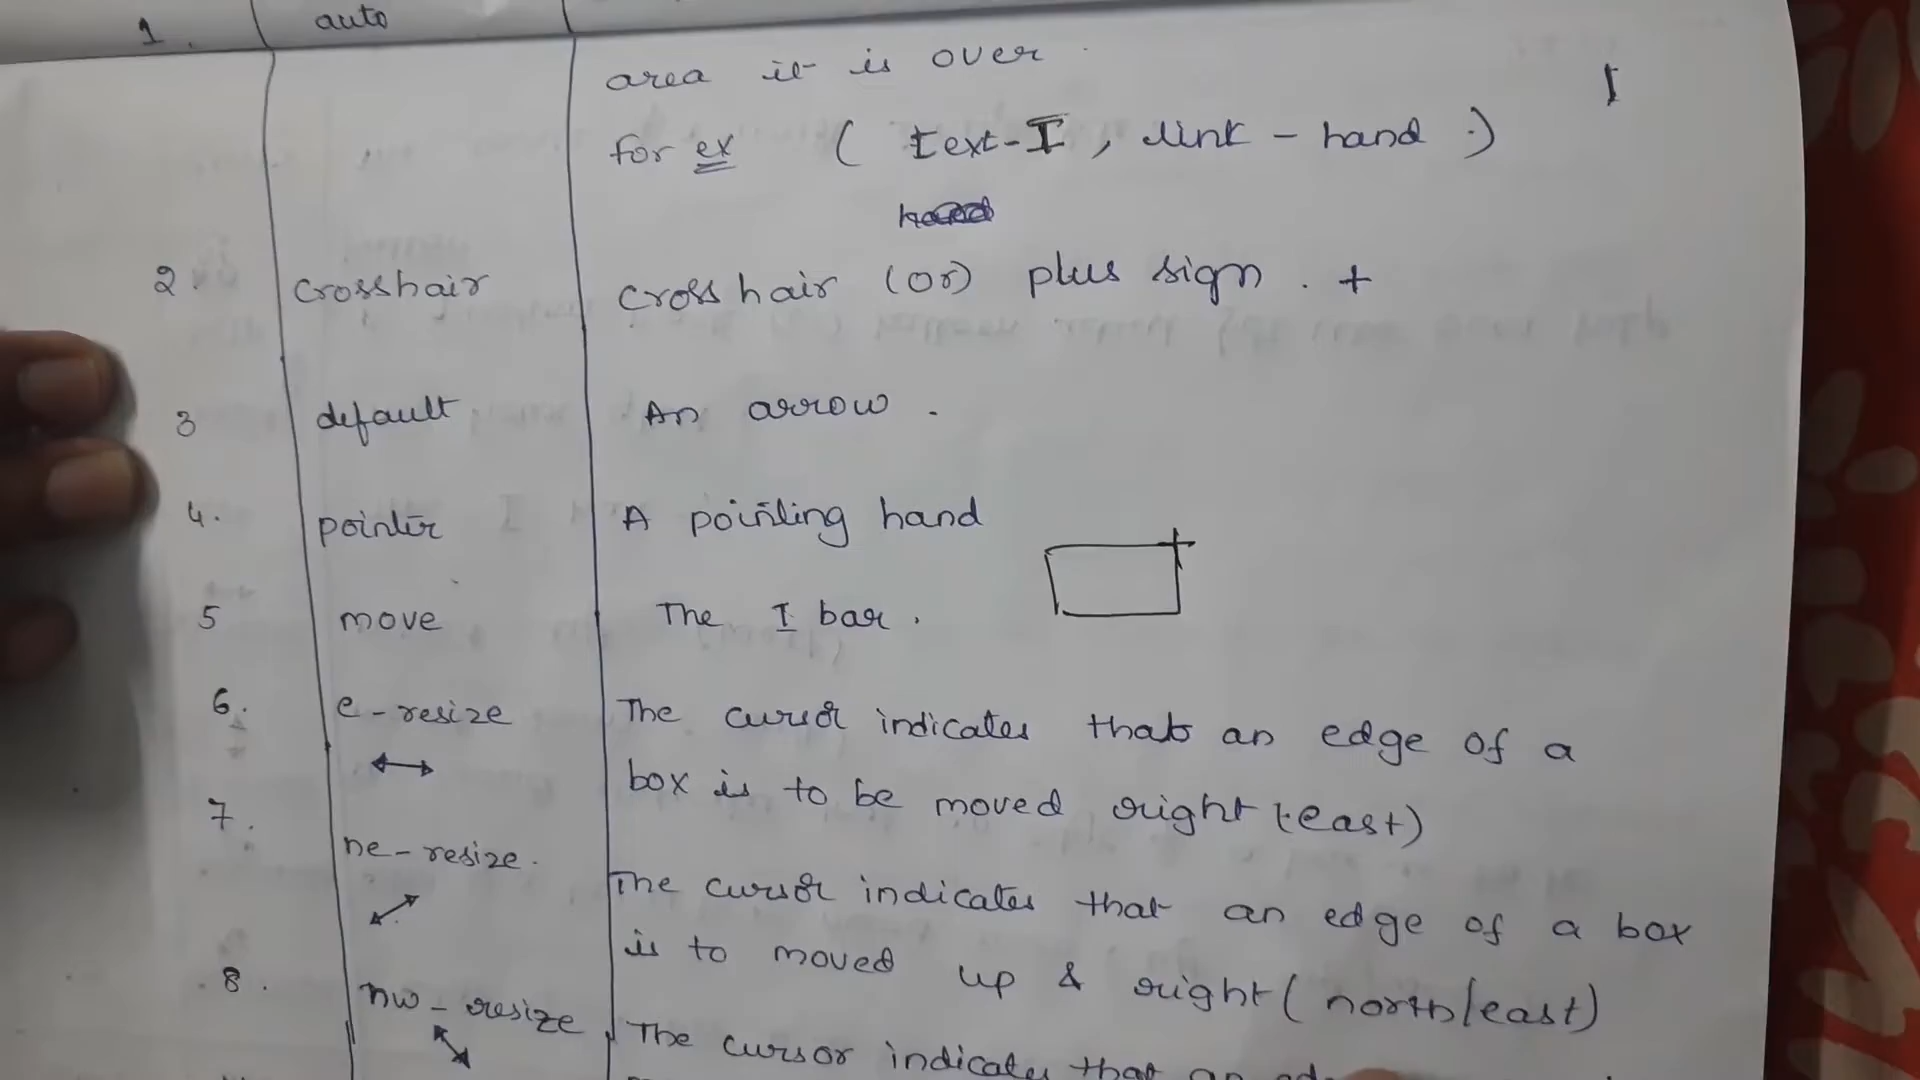 1. auto
area it is over.
for ex ( text-I, link - hand .)
2. crosshair cross hair (or) plus sign. +
3 default An arrow.
4. pointer A pointing hand
5 move The I bar.
6. e-resize The cursor indicates that an edge of a
box is to be moved right (east)
7.
ne-resize. The cursor indicates that an edge of a box
is to moved up & right (north/east)
8. nw-resize The cursor indicates that an